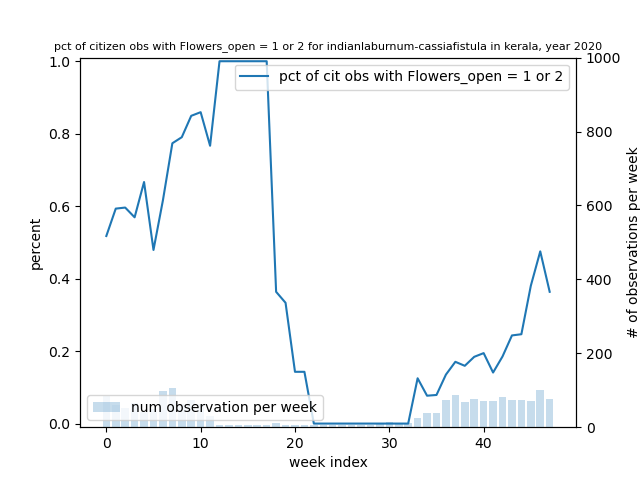 pct of citizen obs with Flowers_open = 1 or 2 for indianlaburnum-cassiafistula in kerala, year 2020
pct of cit obs with Flowers_open = 1 or 2
num observation per week
percent
1.0
0.8
0.6
0.4
0.2
0.0
0
10
20
30
40
week index
1000
800
600
400
200
0
# of observations per week